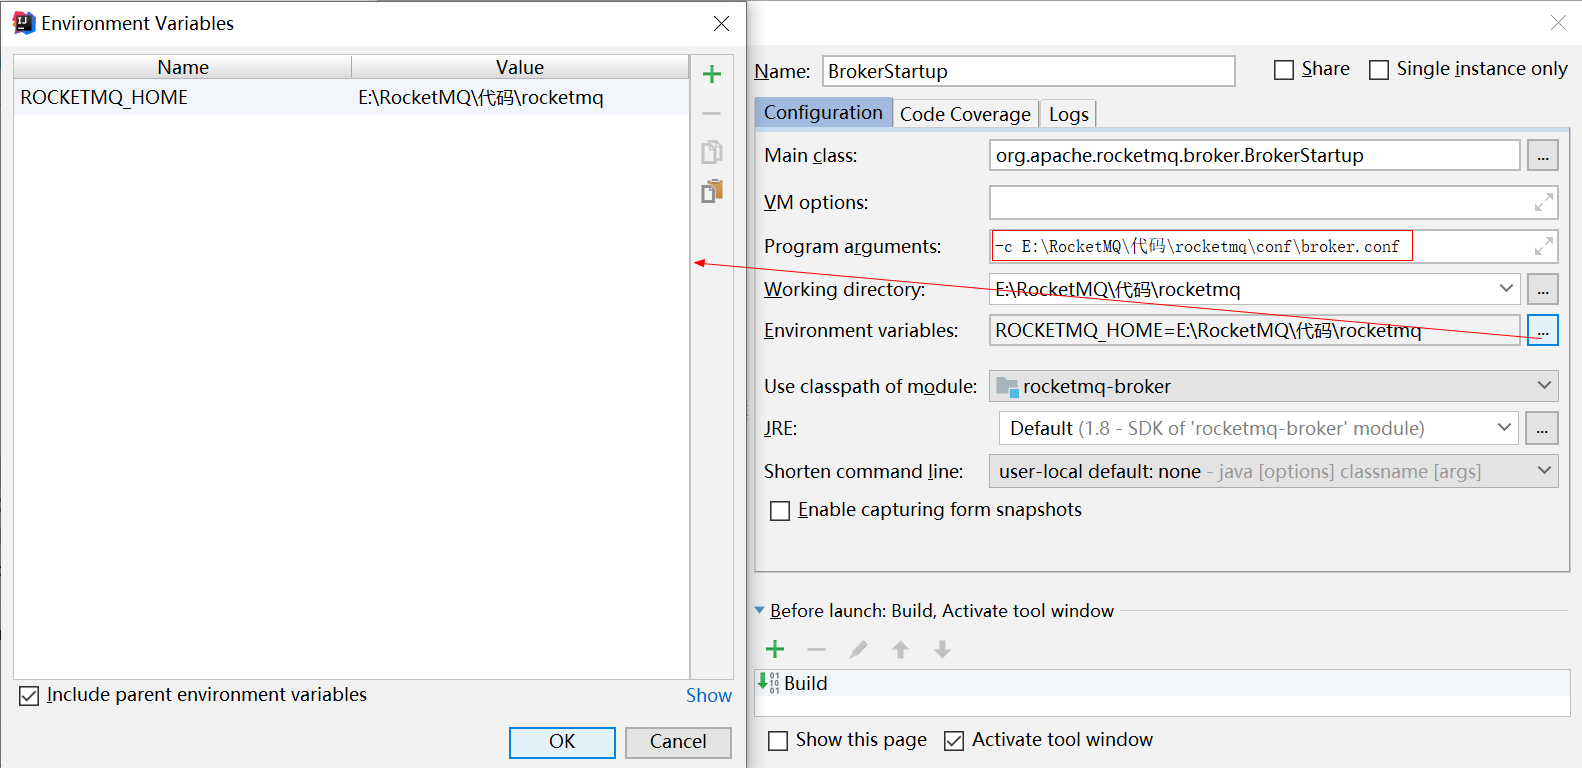 Environment Variables
Name Value
ROCKETMQ_HOME E:\RocketMQ\代码\rocketmq
Include parent environment variables Show
OK Cancel
Name: BrokerStartup Share Single instance only
Configuration Code Coverage Logs
Main class: org.apache.rocketmq.broker.BrokerStartup ...
VM options:
Program arguments: -c E:\RocketMQ\代码\rocketmq\conf\broker.conf
Working directory: E:\RocketMQ\代码\rocketmq ...
Environment variables: ROCKETMQ_HOME=E:\RocketMQ\代码\rocketmq ...
Use classpath of module: rocketmq-broker
JRE: Default (1.8 - SDK of 'rocketmq-broker' module) ...
Shorten command line: user-local default: none - java [options] classname [args]
Enable capturing form snapshots
Before launch: Build, Activate tool window
Build
Show this page Activate tool window